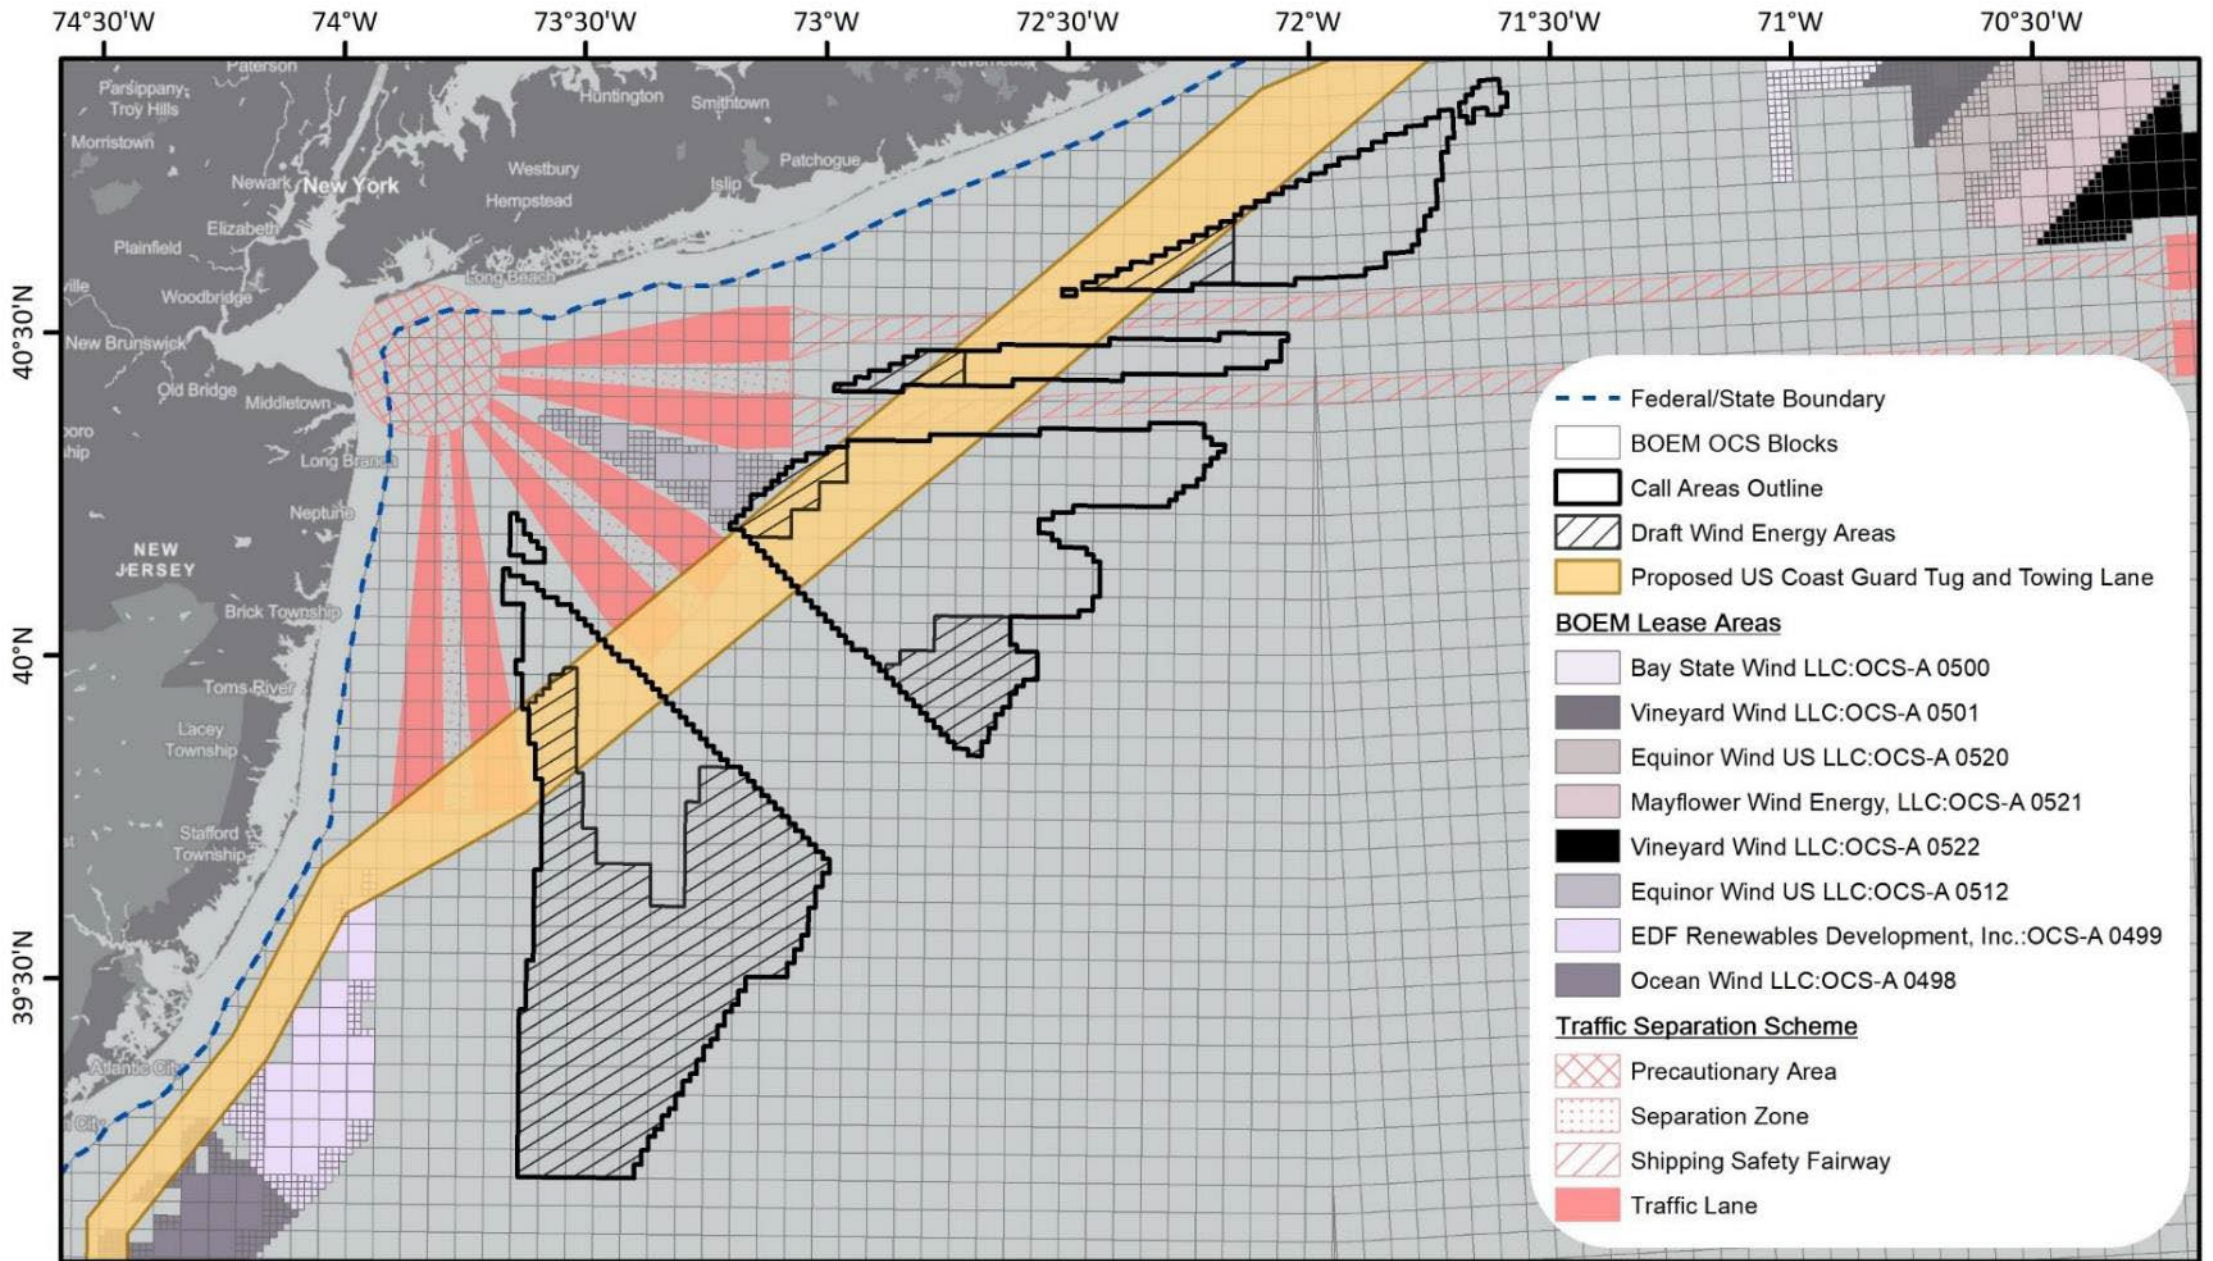 74°30'W 74°W 73°30'W 73°W 72°30'W 72°W 71°30'W 71°W 70°30'W
Paterson
Parsippany-
Troy Hills
Huntington
Smithtown
Morristown
Westbury
Patchogue
Newark
New York
Islip
Hempstead
Elizabeth
Plainfield
Long Beach
ville
Woodbridge
40°30'N
New Brunswick
Old Bridge
Middletown
boro
ship
Long Branch
Neptune
NEW
JERSEY
Brick Township
40°N
Toms River
Lacey
Township
Stafford
Township
39°30'N
Atlantic City
City
Federal/State Boundary
BOEM OCS Blocks
Call Areas Outline
Draft Wind Energy Areas
Proposed US Coast Guard Tug and Towing Lane
BOEM Lease Areas
Bay State Wind LLC:OCS-A 0500
Vineyard Wind LLC:OCS-A 0501
Equinor Wind US LLC:OCS-A 0520
Mayflower Wind Energy, LLC:OCS-A 0521
Vineyard Wind LLC:OCS-A 0522
Equinor Wind US LLC:OCS-A 0512
EDF Renewables Development, Inc.:OCS-A 0499
Ocean Wind LLC:OCS-A 0498
Traffic Separation Scheme
Precautionary Area
Separation Zone
Shipping Safety Fairway
Traffic Lane